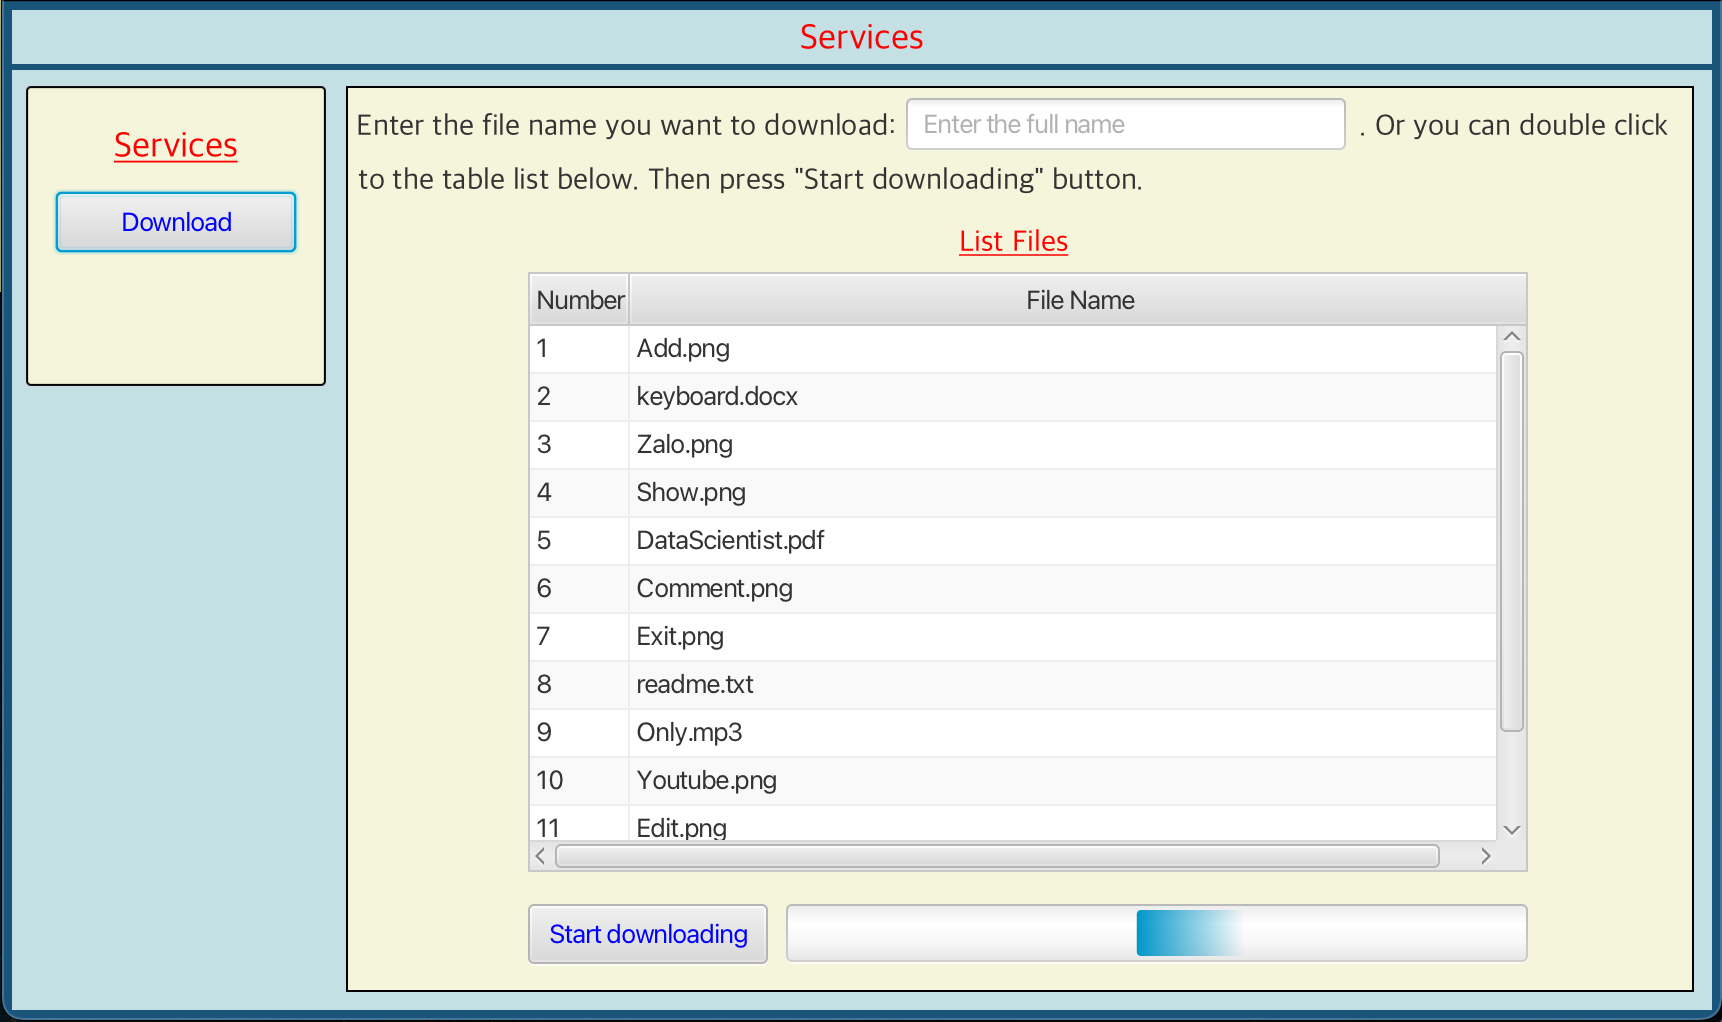 Services
Services
Download
Enter the file name you want to download: Enter the full name . Or you can double click
to the table list below. Then press "Start downloading" button.
List Files
Number File Name
1 Add.png
2 keyboard.docx
3 Zalo.png
4 Show.png
5 DataScientist.pdf
6 Comment.png
7 Exit.png
8 readme.txt
9 Only.mp3
10 Youtube.png
11 Edit.png
Start downloading